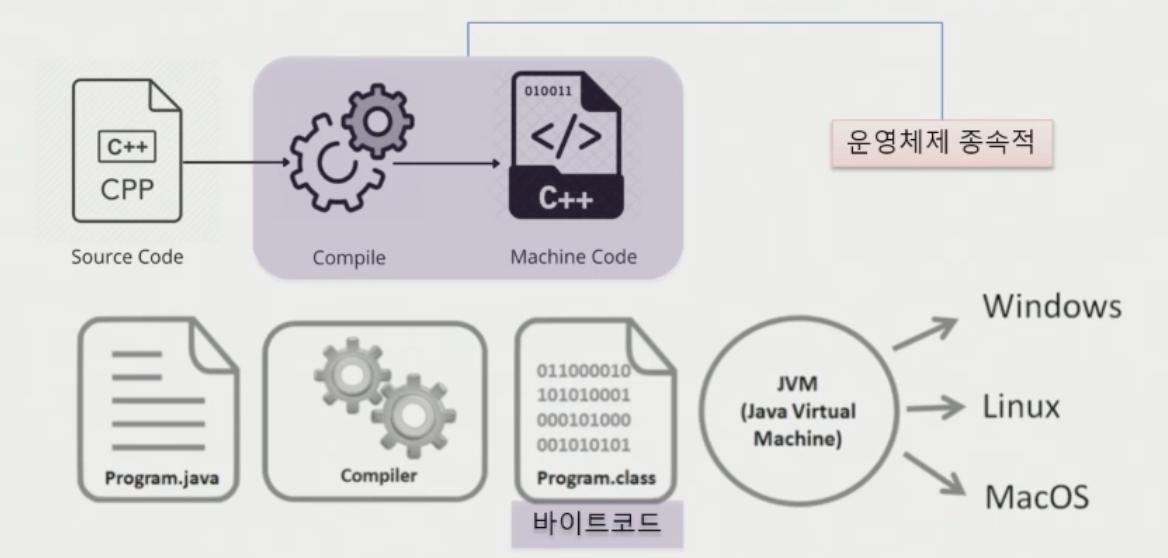 010011
C++
CPP
C++
Source Code
Compile
Machine Code
운영체제 종속적
011000010
101010001
000101000
001010101
Program.java
Compiler
Program.class
바이트코드
JVM
(Java Virtual
Machine)
Windows
Linux
MacOS